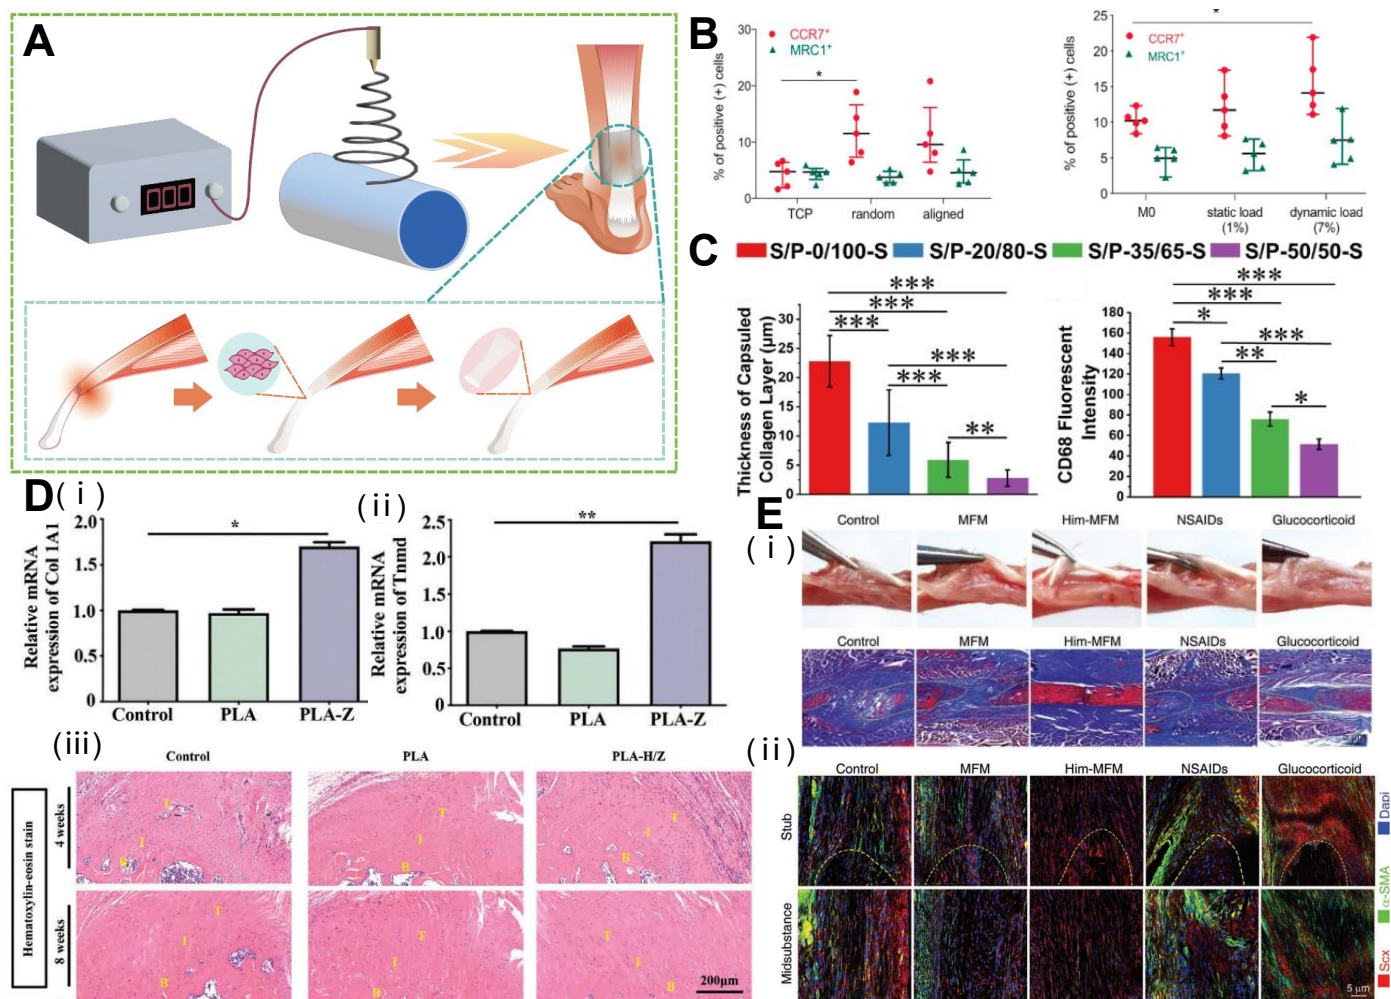 A
000
B
30
20
10
0
% of positive (+) cells
CCR7+
MRC1+
*
TCP
random
aligned
25
20
15
10
5
0
% of positive (+) cells
CCR7+
MRC1+
*
M0
static load
(1%)
dynamic load
(7%)
C
S/P-0/100-S
S/P-20/80-S
S/P-35/65-S
S/P-50/50-S
Thickness of Capsuled
Collagen Layer (μm)
30
25
20
15
10
5
0
***
***
***
***
***
**
CD68 Fluorescent
Intensity
180
160
140
120
100
80
60
40
20
0
***
***
*
***
**
*
D
(i)
Relative mRNA
expression of Col 1A1
2.0
1.5
1.0
0.5
0
*
Control
PLA
PLA-Z
(ii)
Relative mRNA
expression of Tnmd
2.5
2.0
1.5
1.0
0.5
0
**
Control
PLA
PLA-Z
(iii)
Control
PLA
PLA-H/Z
Hematoxylin-eosin stain
4 weeks
T
I
B
T
I
B
T
I
B
8 weeks
T
I
B
T
I
B
T
I
B
200μm
E
(i)
Control
MFM
Him-MFM
NSAIDs
Glucocorticoid
Control
MFM
Him-MFM
NSAIDs
Glucocorticoid
(ii)
Control
MFM
Him-MFM
NSAIDs
Glucocorticoid
Stub
Midsubstance
Dapi
α-SMA
Scx
5 μm